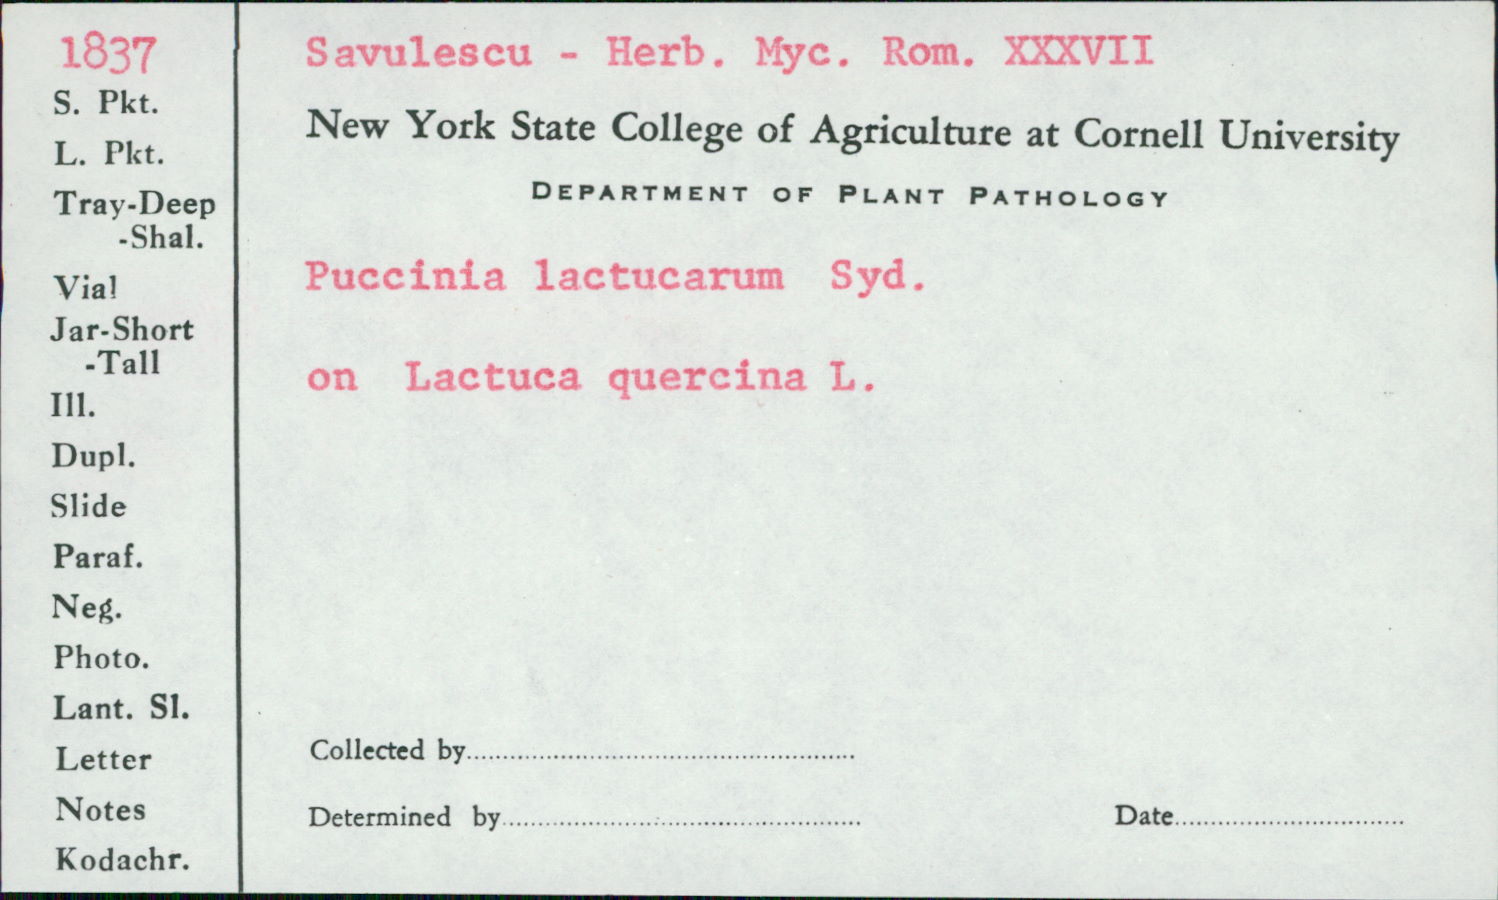 1837
S. Pkt.
L. Pkt.
Tray-Deep
-Shal.
Vial
Jar-Short
-Tall
Ill.
Dupl.
Slide
Paraf.
Neg.
Photo.
Lant. Sl.
Letter
Notes
Kodachr.
Savulescu - Herb. Myc. Rom. XXXVII
New York State College of Agriculture at Cornell University
DEPARTMENT OF PLANT PATHOLOGY
Puccinia lactucarum Syd.
on Lactuca quercina L.
Collected by
Determined by
Date